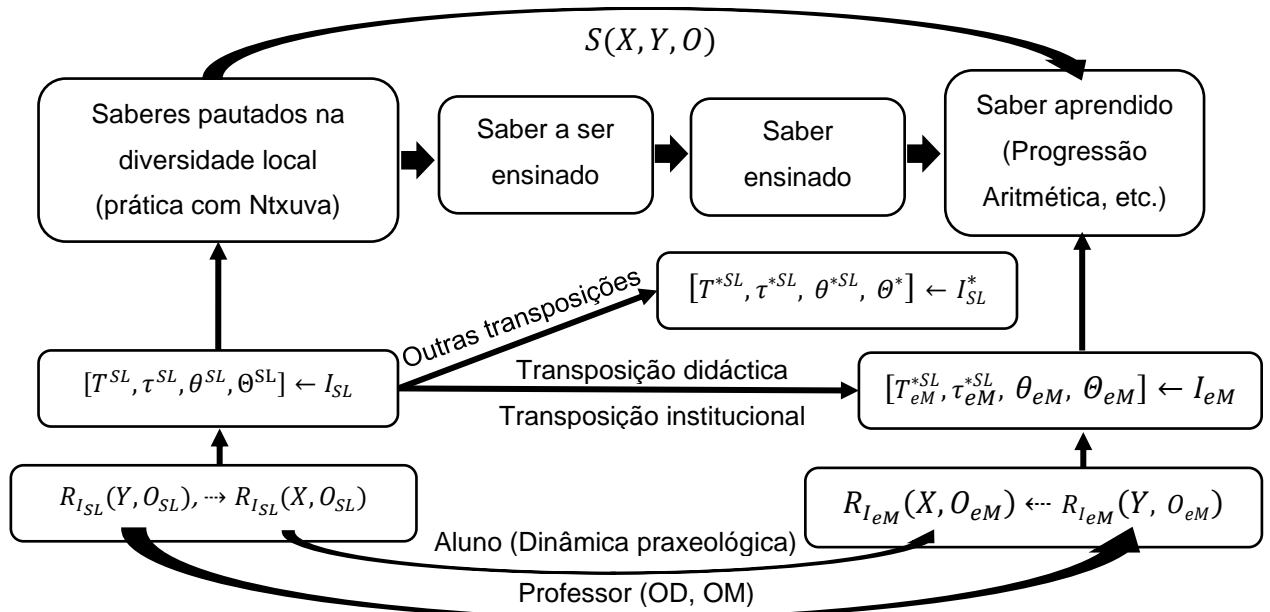 S(X, Y, O)
Saberes pautados na
diversidade local
(prática com Ntxuva)
Saber a ser
ensinado
Saber
ensinado
Saber aprendido
(Progressão
Aritmética, etc.)
Outras transposições
[T^{*SL}, τ^{*SL}, θ^{*SL}, Θ^*] ← I_{SL}^*
[T^{SL}, τ^{SL}, θ^{SL}, Θ^{SL}] ← I_{SL}
Transposição didáctica
Transposição institucional
[T_{eM}^{*SL}, τ_{eM}^{*SL}, θ_{eM}, Θ_{eM}] ← I_{eM}
R_{I_{SL}}(Y, O_{SL}), ⇢ R_{I_{SL}}(X, O_{SL})
R_{I_{eM}}(X, O_{eM}) ⇠ R_{I_{eM}}(Y, O_{eM})
Aluno (Dinâmica praxeológica)
Professor (OD, OM)